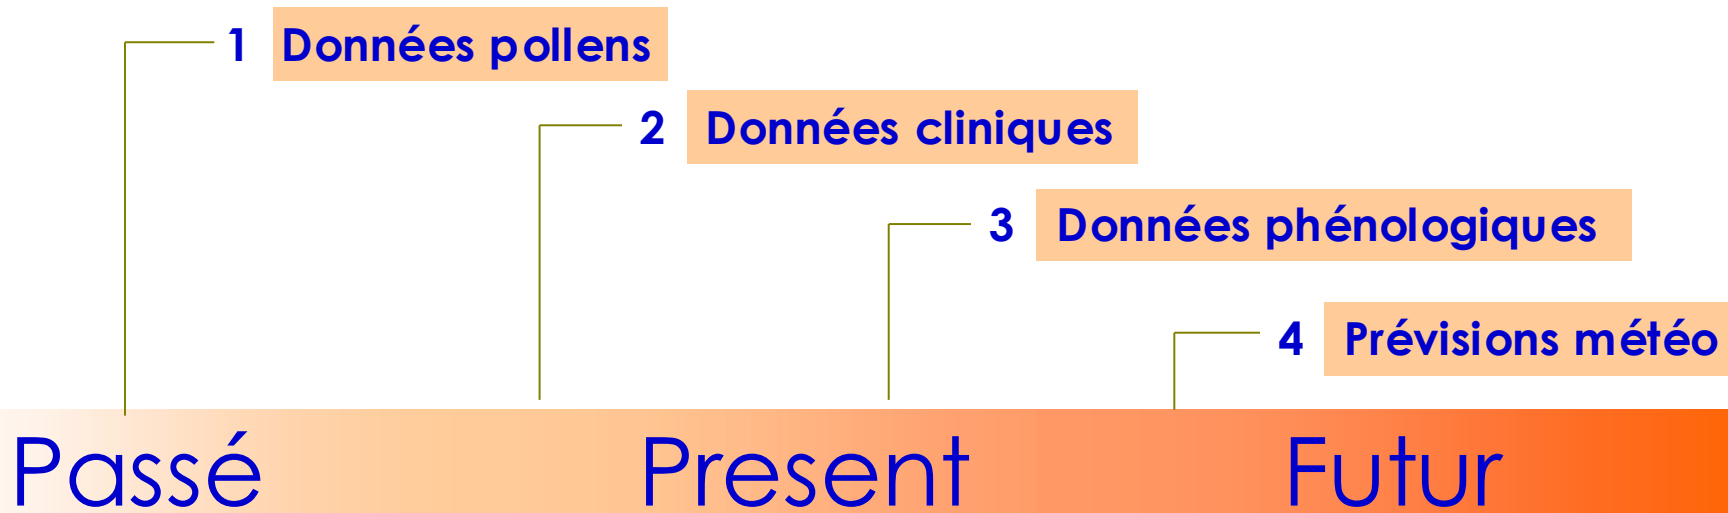 1 Données pollens
2 Données cliniques
3 Données phénologiques
4 Prévisions météo
Passé Present Futur